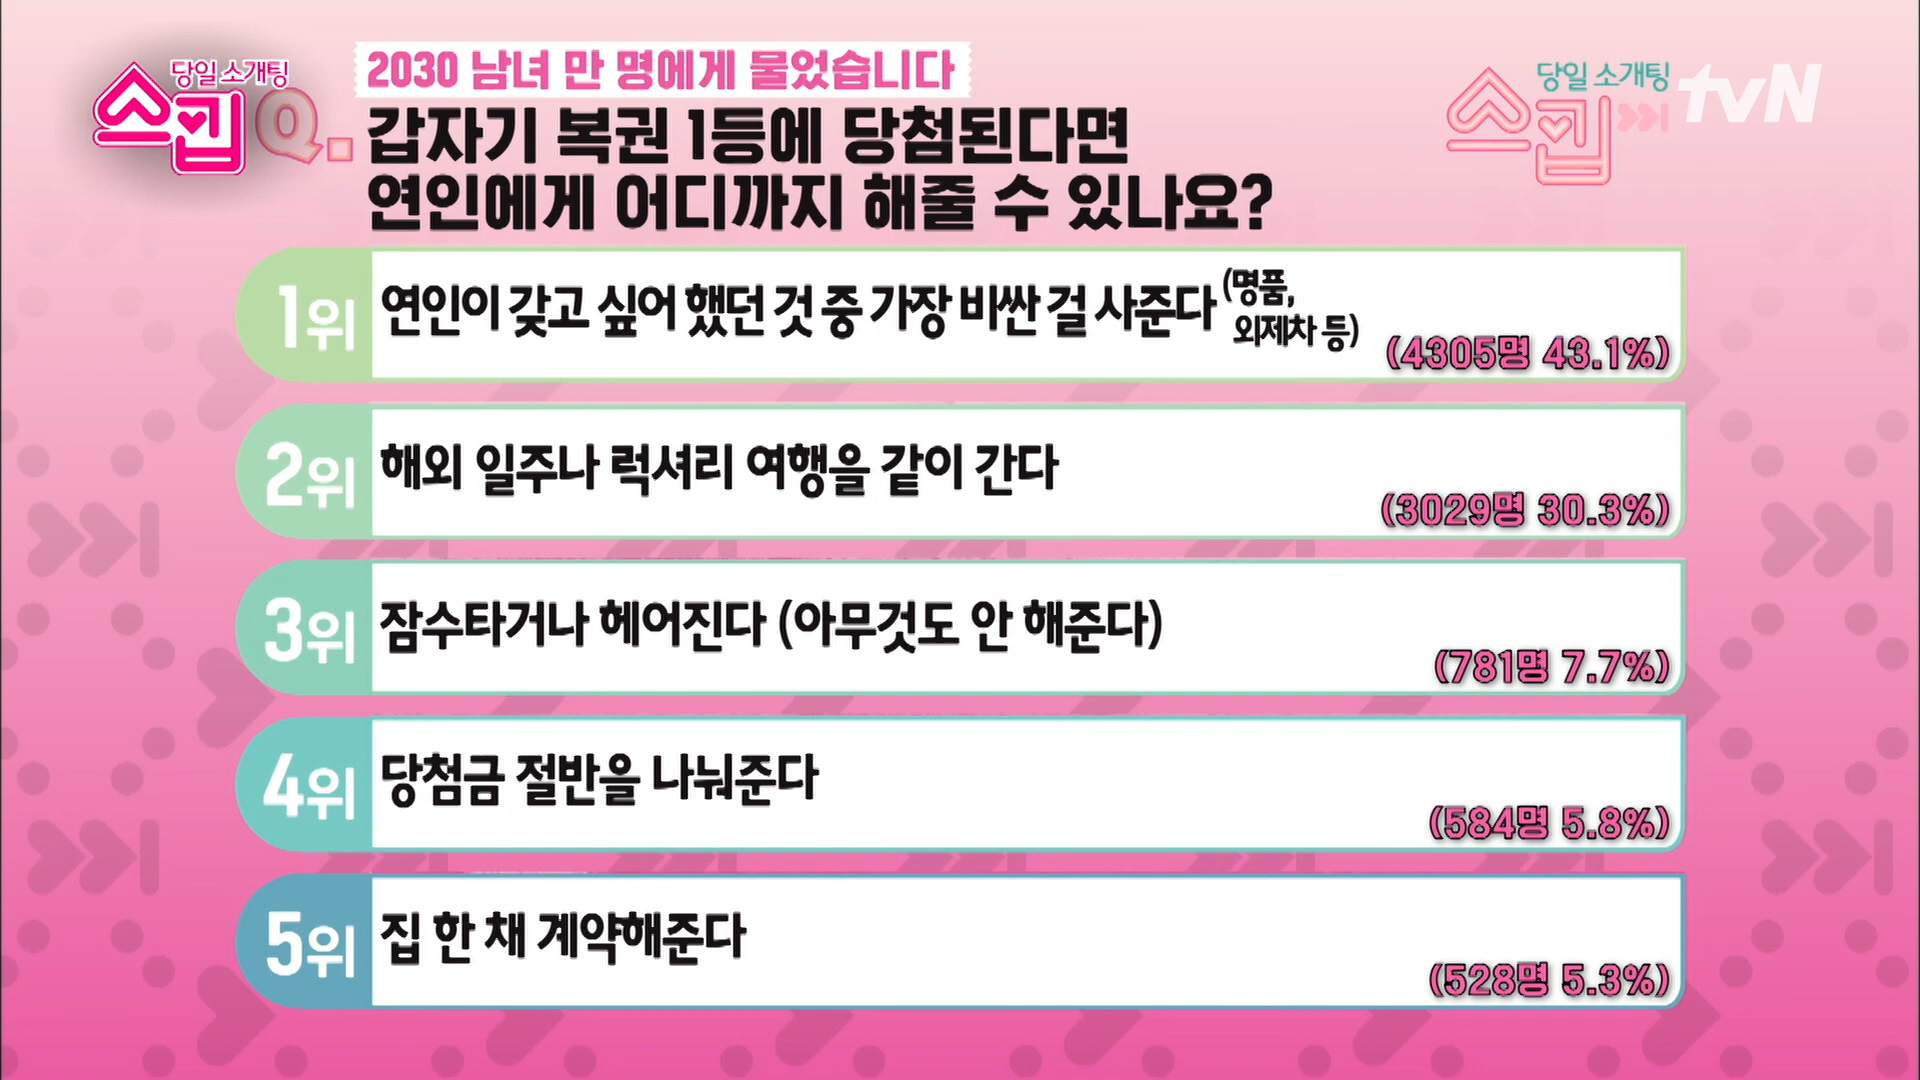 당일 소개팅
스킵
2030 남녀 만 명에게 물었습니다
당일 소개팅
스킵
tvN
Q. 갑자기 복권 1등에 당첨된다면
연인에게 어디까지 해줄 수 있나요?
1위 연인이 갖고 싶어 했던 것 중 가장 비싼 걸 사준다 (명품,
외제차 등)
(4305명 43.1%)
2위 해외 일주나 럭셔리 여행을 같이 간다
(3029명 30.3%)
3위 잠수타거나 헤어진다 (아무것도 안 해준다)
(781명 7.7%)
4위 당첨금 절반을 나눠준다
(584명 5.8%)
5위 집 한 채 계약해준다
(528명 5.3%)